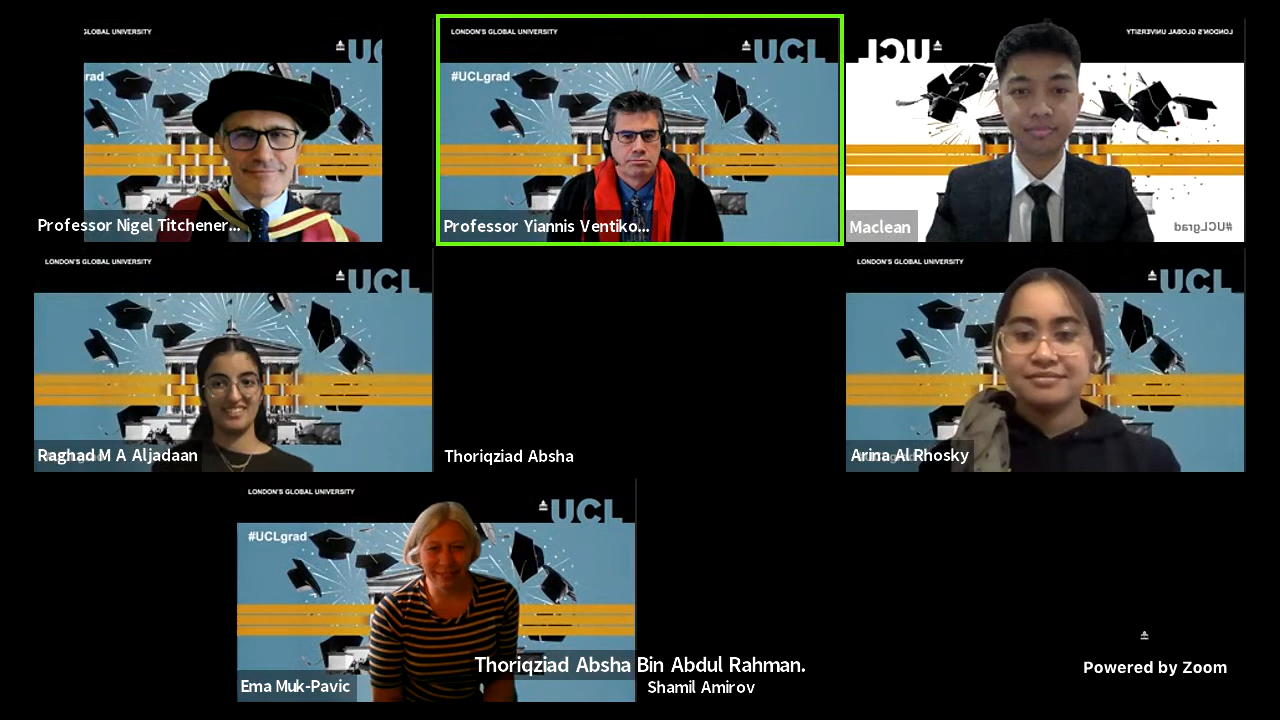 LONDON'S GLOBAL UNIVERSITY
UCL
#UCLgrad
GLOBAL UNIVERSITY
UC
grad
Professor Nigel Titchener...
Professor Yiannis Ventiko...
LONDON'S GLOBAL UNIVERSITY
UCL
#UCLgrad
Maclean
LONDON'S GLOBAL UNIVERSITY
UCL
Raghad M A Aljadaan
Thoriqziad Absha
LONDON'S GLOBAL UNIVERSITY
UCL
Arina Al Rhosky
LONDON'S GLOBAL UNIVERSITY
UCL
#UCLgrad
Ema Muk-Pavic
Thoriqziad Absha Bin Abdul Rahman.
Shamil Amirov
Powered by Zoom